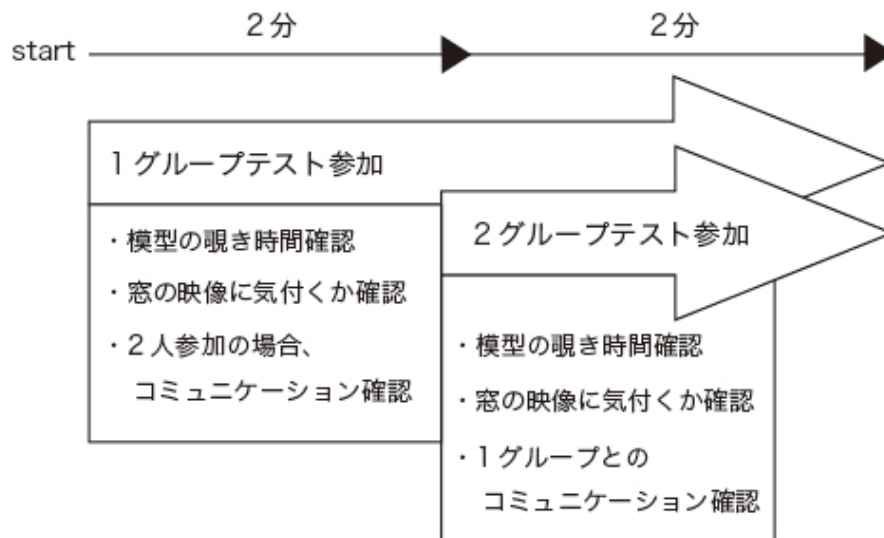 2分
2分
start
1グループテスト参加
・模型の覗き時間確認
・窓の映像に気付くか確認
・2人参加の場合、
コミュニケーション確認
2グループテスト参加
・模型の覗き時間確認
・窓の映像に気付くか確認
・1グループとの
コミュニケーション確認